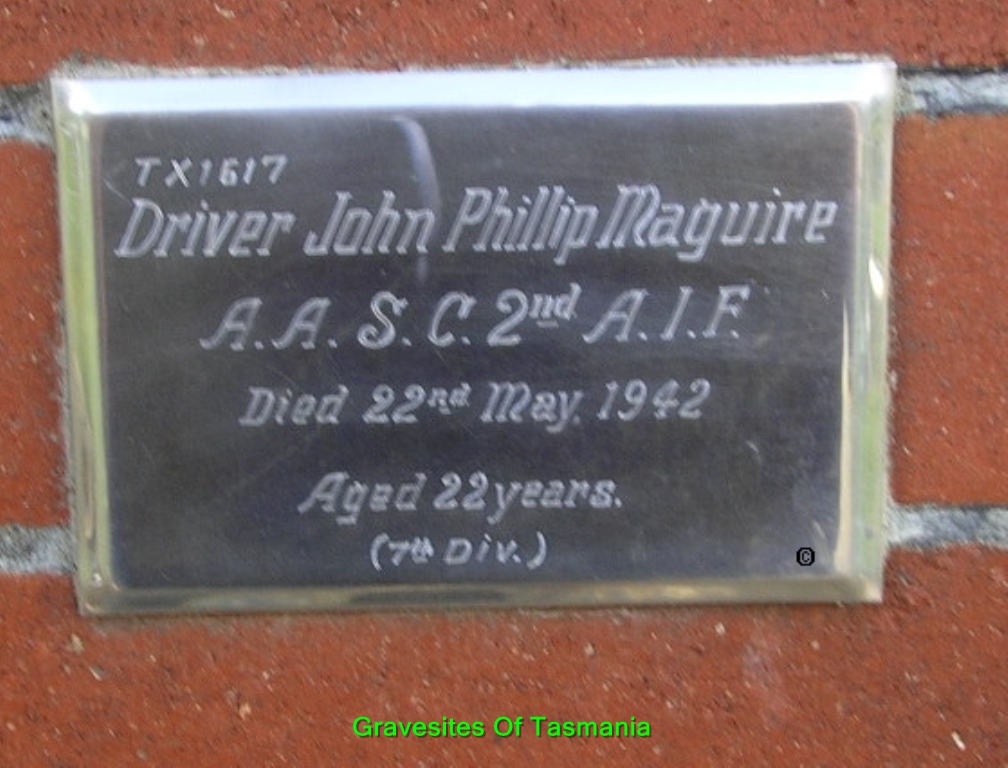 TX1617
Driver John Phillip Maguire
A.A.S.C. 2nd A.I.F.
Died 22nd May, 1942
Aged 22 years.
(7th Div.)
©
Gravesites Of Tasmania